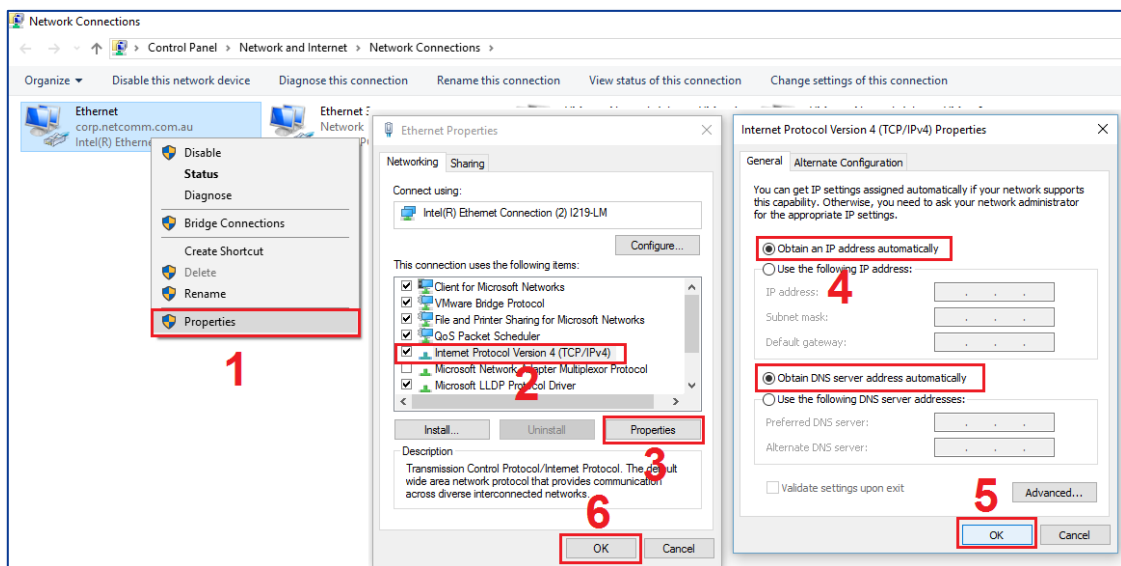 Network Connections
Control Panel > Network and Internet > Network Connections >
Organize Disable this network device Diagnose this connection Rename this connection View status of this connection Change settings of this connection
Ethernet
corp.netcomm.com.au
Intel(R) Etherne
Ethernet
Network
Disable
Status
Diagnose
Bridge Connections
Create Shortcut
Delete
Rename
Properties
1
Ethernet Properties
Networking Sharing
Connect using:
Intel(R) Ethernet Connection (2) I219-LM
Configure...
This connection uses the following items:
Client for Microsoft Networks
VMware Bridge Protocol
File and Printer Sharing for Microsoft Networks
QoS Packet Scheduler
Internet Protocol Version 4 (TCP/IPv4)
Microsoft Network Adapter Multiplexor Protocol
Microsoft LLDP Protocol Driver
2
Install... Uninstall Properties
3
Description
Transmission Control Protocol/Internet Protocol. The default
wide area network protocol that provides communication
across diverse interconnected networks.
6
OK Cancel
Internet Protocol Version 4 (TCP/IPv4) Properties
General Alternate Configuration
You can get IP settings assigned automatically if your network supports
this capability. Otherwise, you need to ask your network administrator
for the appropriate IP settings.
Obtain an IP address automatically
Use the following IP address:
4
IP address: . . .
Subnet mask: . . .
Default gateway: . . .
Obtain DNS server address automatically
Use the following DNS server addresses:
Preferred DNS server: . . .
Alternate DNS server: . . .
Validate settings upon exit
5
Advanced...
OK Cancel